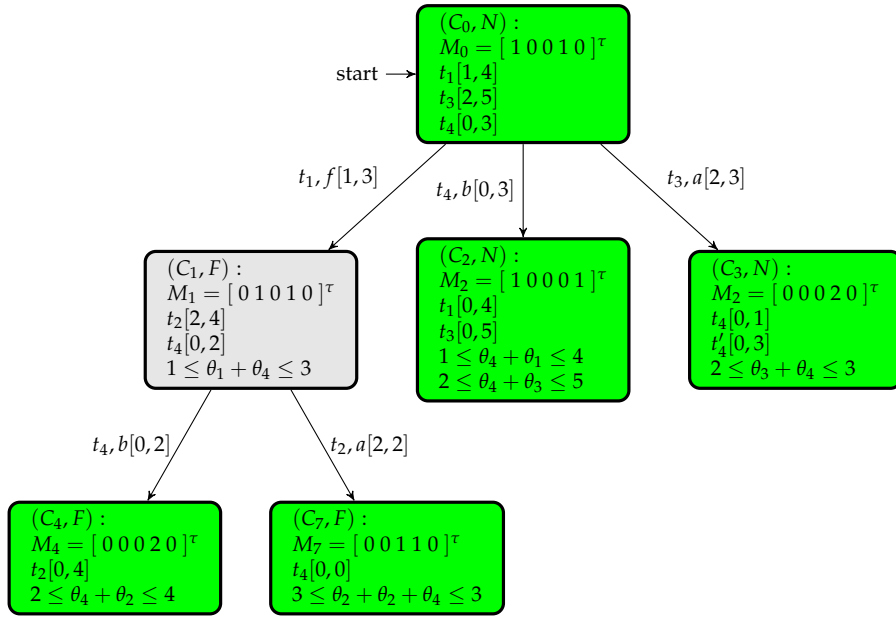 (C₀, N) :
M₀ = [ 1 0 0 1 0 ]^τ
start
t₁[1, 4]
t₃[2, 5]
t₄[0, 3]
t₁, f[1, 3]
t₄, b[0, 3]
t₃, a[2, 3]
(C₁, F) :
M₁ = [ 0 1 0 1 0 ]^τ
t₂[2, 4]
t₄[0, 2]
1 ≤ θ₁ + θ₄ ≤ 3
(C₂, N) :
M₂ = [ 1 0 0 0 1 ]^τ
t₁[0, 4]
t₃[0, 5]
1 ≤ θ₄ + θ₁ ≤ 4
2 ≤ θ₄ + θ₃ ≤ 5
(C₃, N) :
M₂ = [ 0 0 0 2 0 ]^τ
t₄[0, 1]
t′₄[0, 3]
2 ≤ θ₃ + θ₄ ≤ 3
t₄, b[0, 2]
t₂, a[2, 2]
(C₄, F) :
M₄ = [ 0 0 0 2 0 ]^τ
t₂[0, 4]
2 ≤ θ₄ + θ₂ ≤ 4
(C₇, F) :
M₇ = [ 0 0 1 1 0 ]^τ
t₄[0, 0]
3 ≤ θ₂ + θ₂ + θ₄ ≤ 3